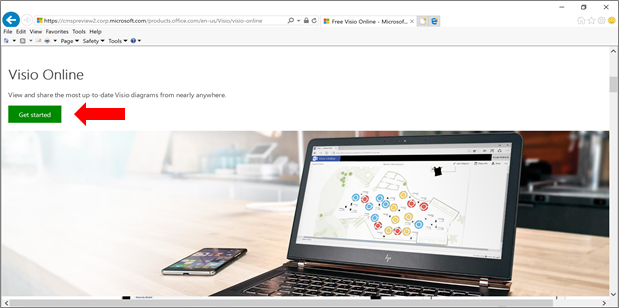 https://cmspreview2.corp.microsoft.com/products.office.com/en-us/Visio/visio-online
Free Visio Online - Microsof...
File Edit View Favorites Tools Help
Page Safety Tools
Visio Online
View and share the most up-to-date Visio diagrams from nearly anywhere.
Get started
hp